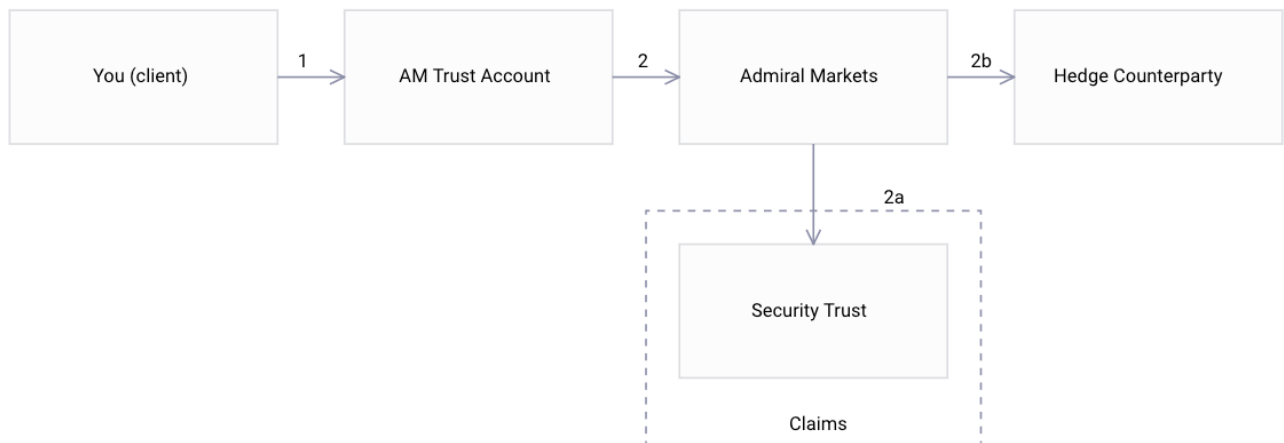 You (client)
1
AM Trust Account
2
Admiral Markets
2b
Hedge Counterparty
2a
Security Trust
Claims